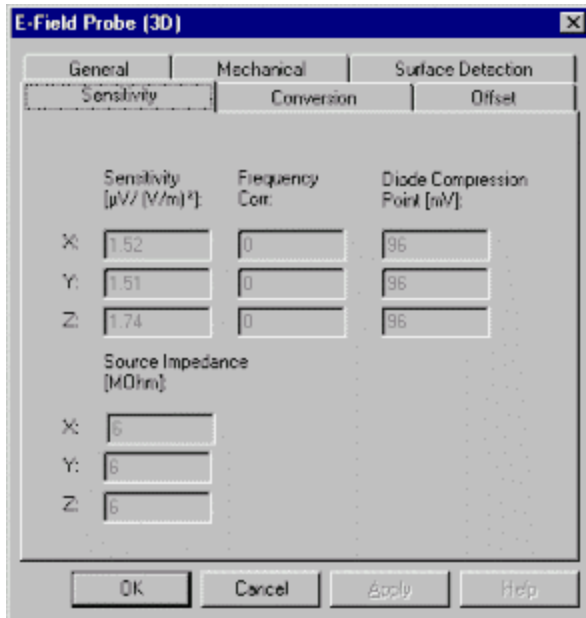 E-Field Probe (3D)
General Mechanical Surface Detection
Sensitivity Conversion Offset
Sensitivity Frequency Diode Compression
[µV/ (V/m)²]: Corr: Point [mV]:
X: 1.52 0 96
Y: 1.51 0 96
Z: 1.74 0 96
Source Impedance
[MOhm]:
X: 6
Y: 6
Z: 6
OK Cancel Apply Help